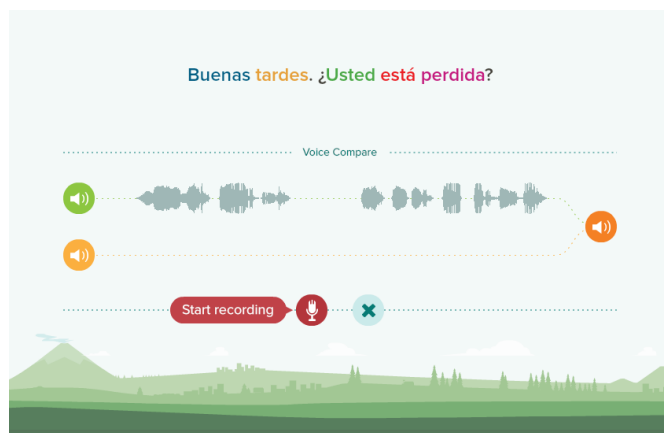 Buenas tardes. ¿Usted está perdida?
Voice Compare
Start recording